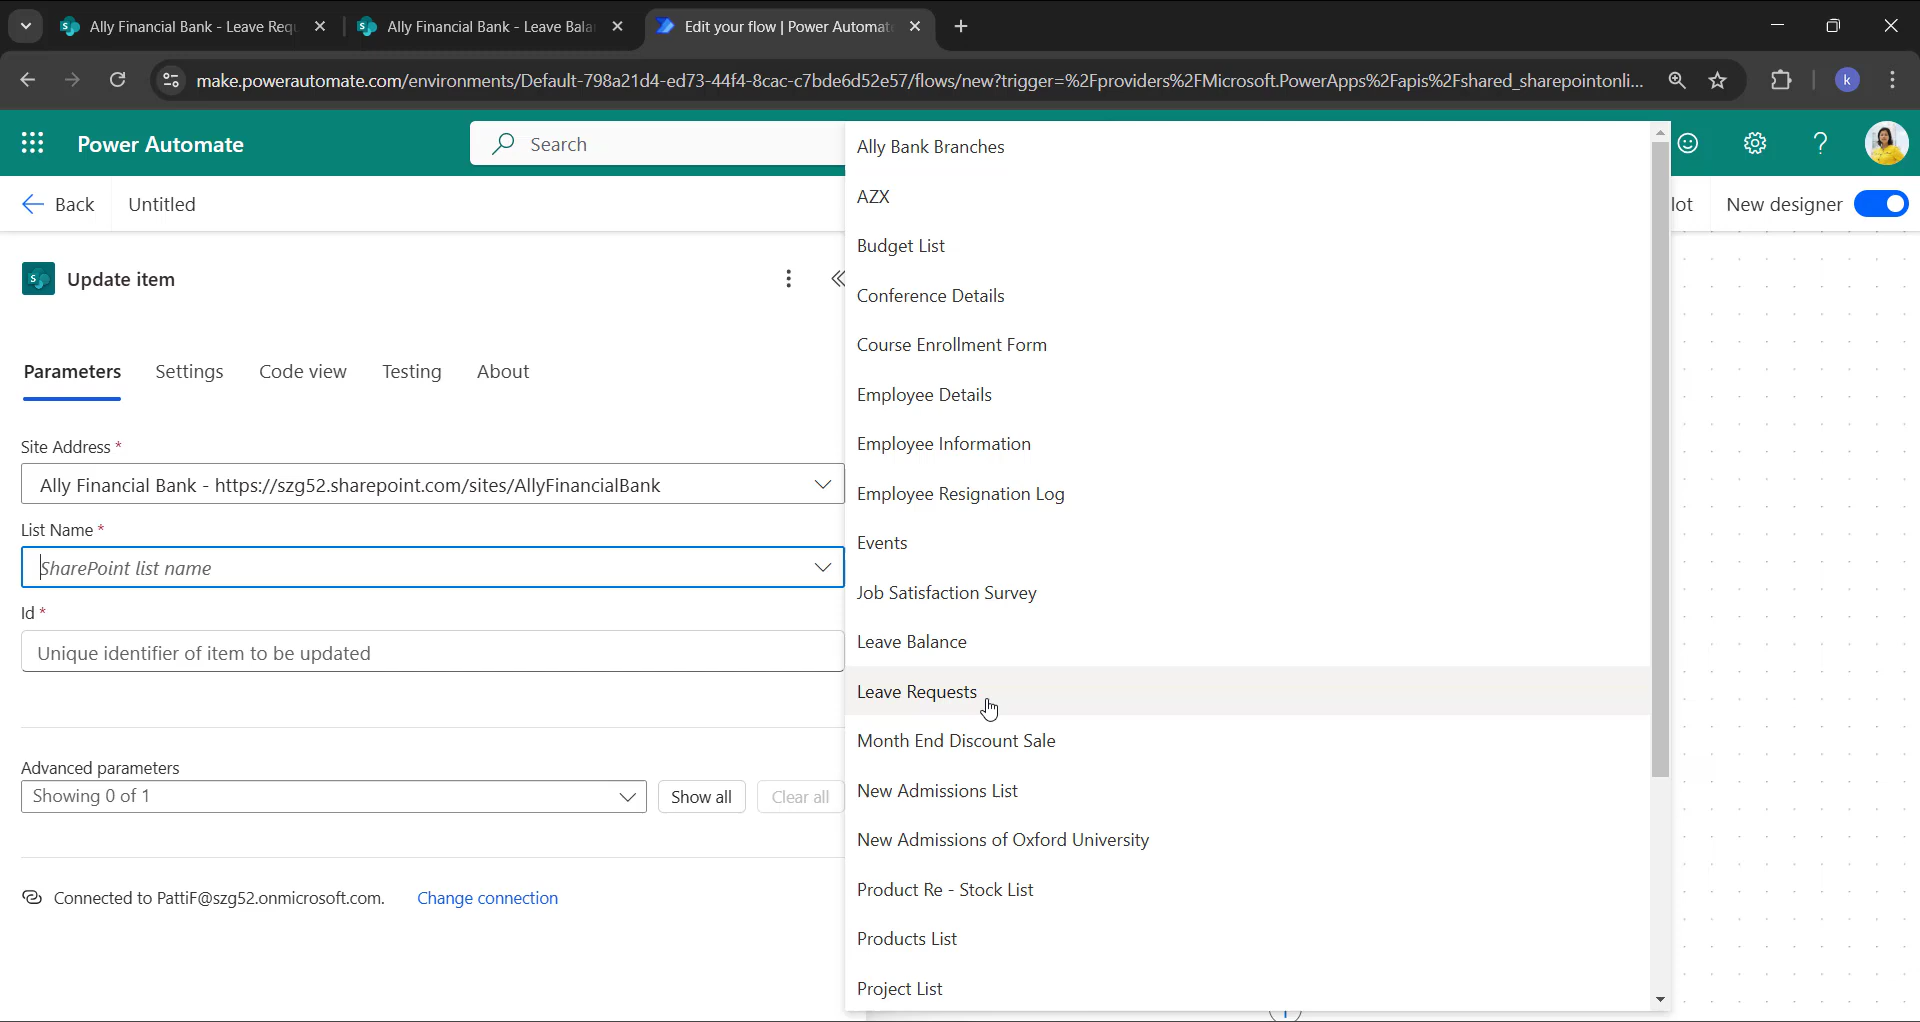 Ally Financial Bank - Leave Requ
Ally Financial Bank - Leave Bala
Edit your flow | Power Automat
make.powerautomate.com/environments/Default-798a21d4-ed73-44f4-8cac-c7bde6d52e57/flows/new?trigger=%2Fproviders%2FMicrosoft.PowerApps%2Fapis%2Fshared_sharepointonli...
k
Power Automate
Search
Back
Untitled
lot
New designer
Update item
Parameters
Settings
Code view
Testing
About
Site Address *
Ally Financial Bank - https://szg52.sharepoint.com/sites/AllyFinancialBank
List Name *
SharePoint list name
Id *
Unique identifier of item to be updated
Advanced parameters
Showing 0 of 1
Show all
Clear all
Connected to PattiF@szg52.onmicrosoft.com.
Change connection
Ally Bank Branches
AZX
Budget List
Conference Details
Course Enrollment Form
Employee Details
Employee Information
Employee Resignation Log
Events
Job Satisfaction Survey
Leave Balance
Leave Requests
Month End Discount Sale
New Admissions List
New Admissions of Oxford University
Product Re - Stock List
Products List
Project List